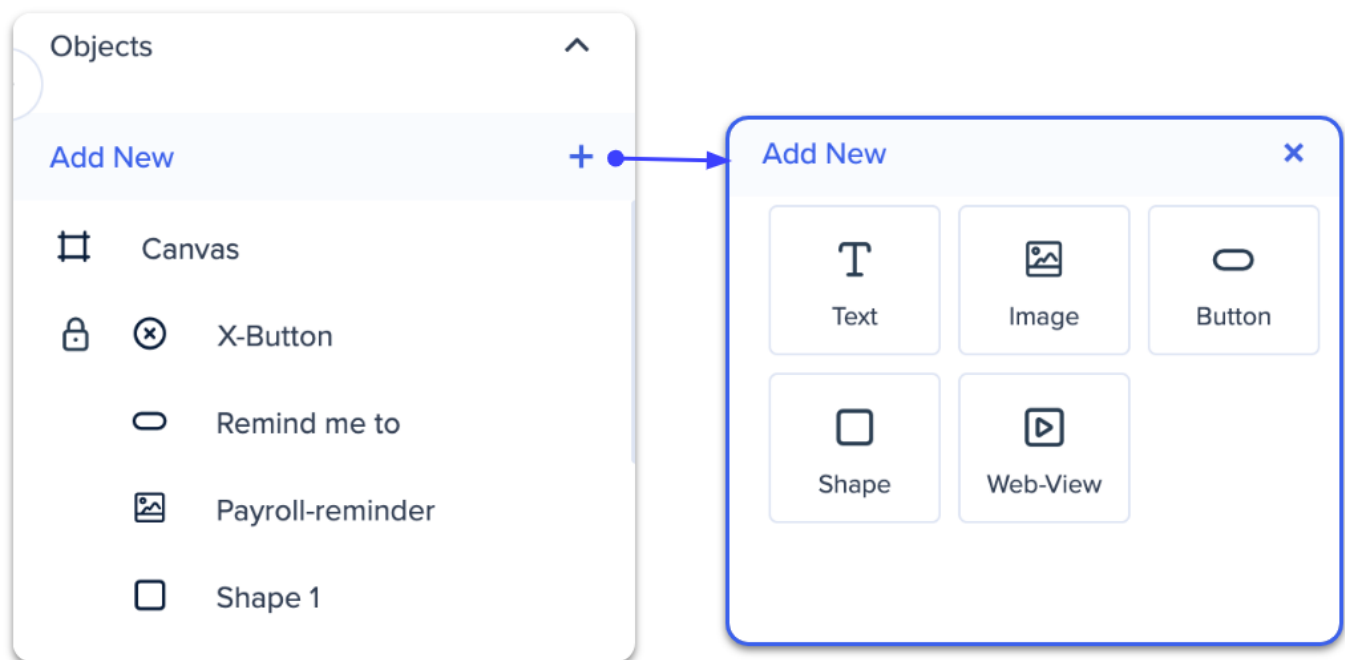 Objects
Add New
Canvas
X-Button
Remind me to
Payroll-reminder
Shape 1
Add New
Text
Image
Button
Shape
Web-View